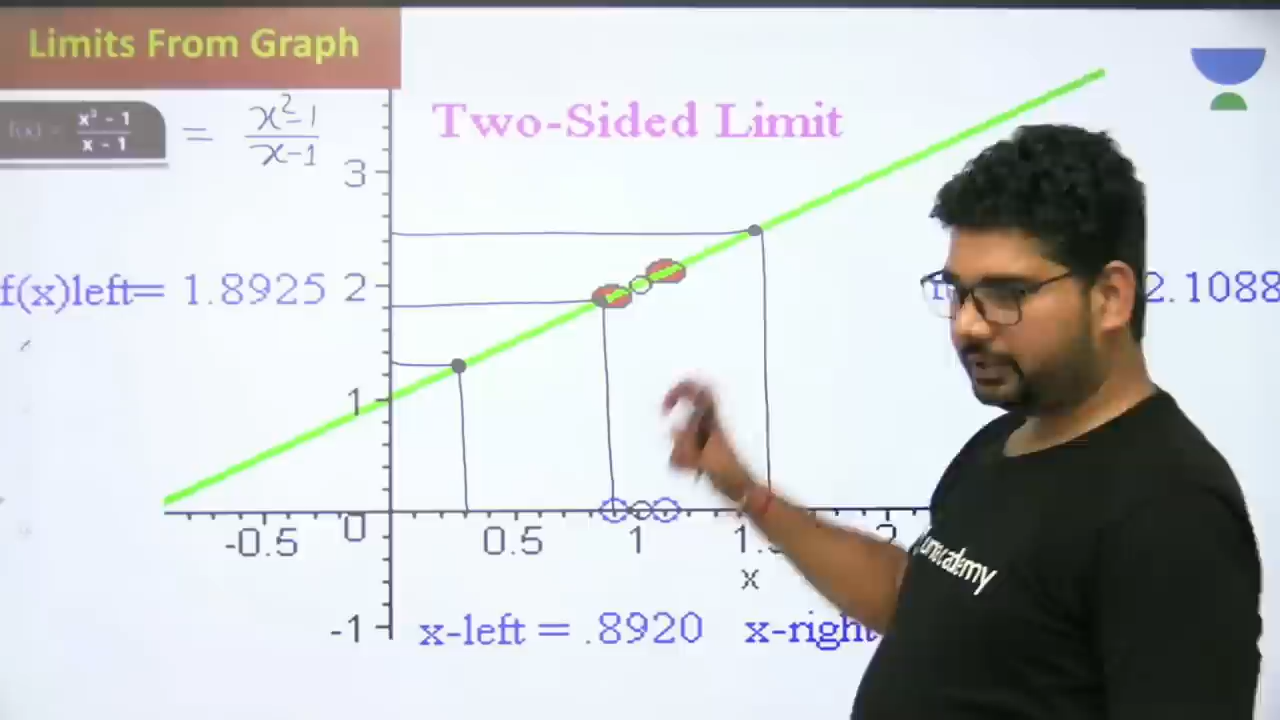 Limits From Graph
f(x) = x² - 1 / x - 1 = x²-1 / x-1
Two-Sided Limit
3
f(x)left= 1.8925
2
2.1088
1
-0.5
0
0.5
1
2
x
-1
x-left = .8920
x-right
unacademy